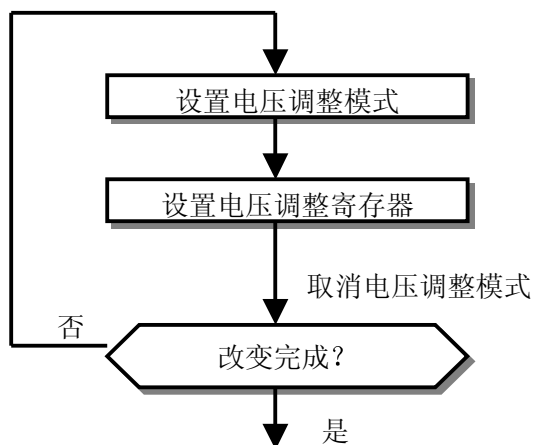 设置电压调整模式
设置电压调整寄存器
取消电压调整模式
否
改变完成？
是